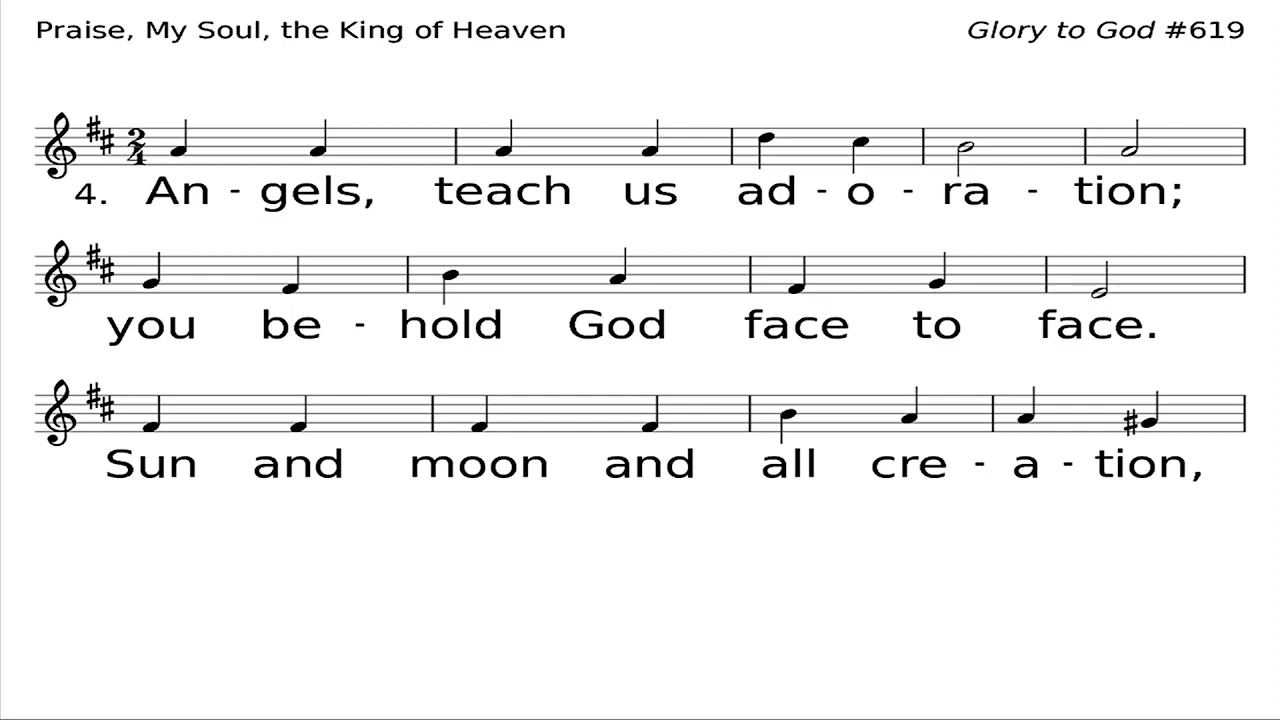 Praise, My Soul, the King of Heaven Glory to God #619
4. An - gels, teach us ad - o - ra - tion;
you be - hold God face to face.
Sun and moon and all cre - a - tion,